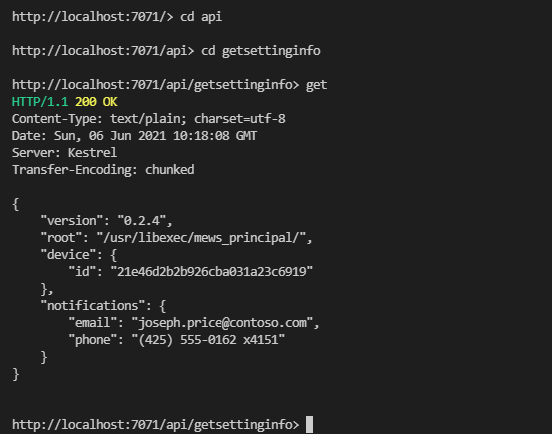 http://localhost:7071/> cd api
http://localhost:7071/api> cd getsettinginfo
http://localhost:7071/api/getsettinginfo> get
HTTP/1.1 200 OK
Content-Type: text/plain; charset=utf-8
Date: Sun, 06 Jun 2021 10:18:08 GMT
Server: Kestrel
Transfer-Encoding: chunked
{
    "version": "0.2.4",
    "root": "/usr/libexec/mews_principal/",
    "device": {
        "id": "21e46d2b2b926cba031a23c6919"
    },
    "notifications": {
        "email": "joseph.price@contoso.com",
        "phone": "(425) 555-0162 x4151"
    }
}
http://localhost:7071/api/getsettinginfo>